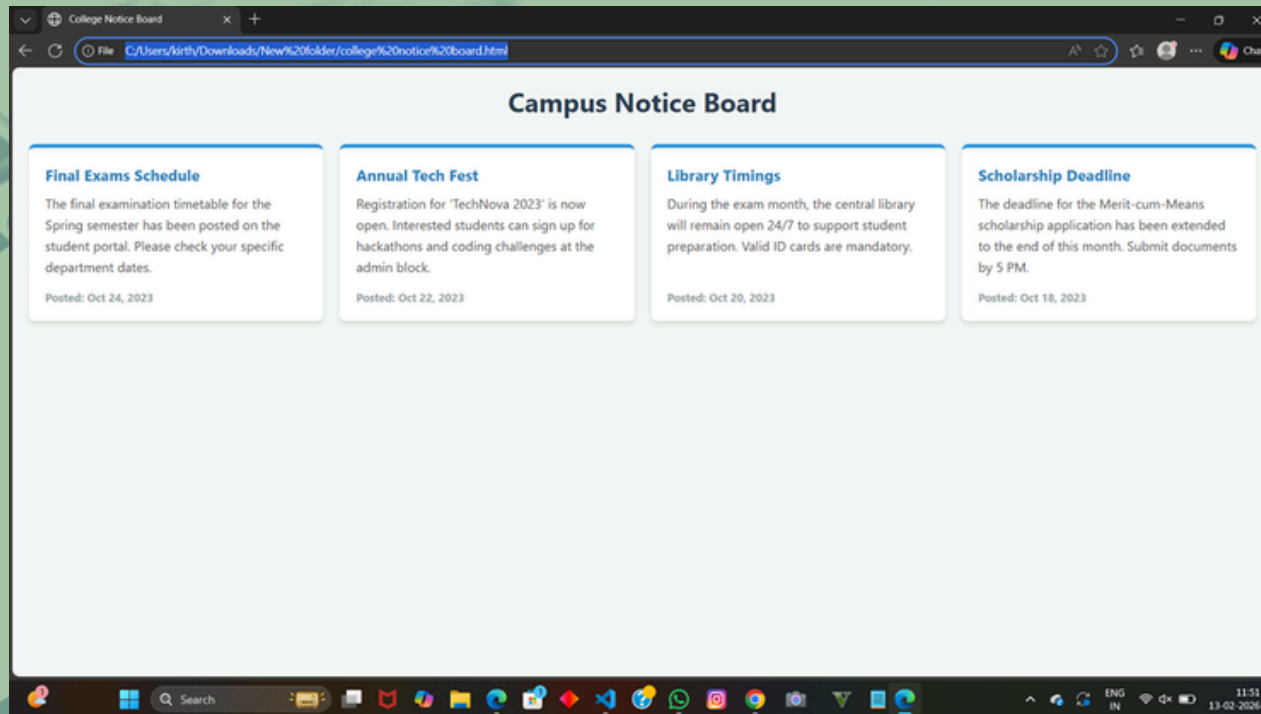 College Notice Board
File C:/Users/kirth/Downloads/New%20folder/college%20notice%20board.html
Chat
Campus Notice Board
Final Exams Schedule
The final examination timetable for the
Spring semester has been posted on the
student portal. Please check your specific
department dates.
Posted: Oct 24, 2023
Annual Tech Fest
Registration for 'TechNova 2023' is now
open. Interested students can sign up for
hackathons and coding challenges at the
admin block.
Posted: Oct 22, 2023
Library Timings
During the exam month, the central library
will remain open 24/7 to support student
preparation. Valid ID cards are mandatory.
Posted: Oct 20, 2023
Scholarship Deadline
The deadline for the Merit-cum-Means
scholarship application has been extended
to the end of this month. Submit documents
by 5 PM.
Posted: Oct 18, 2023
1
Search
ENG
IN
11:51
13-02-2026